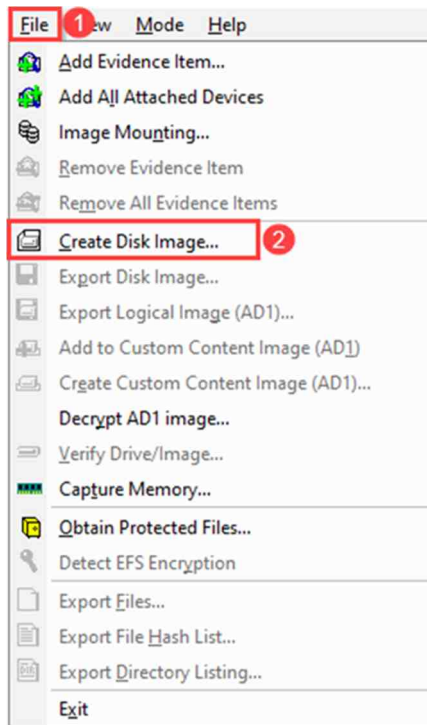 File 1 ew Mode Help
Add Evidence Item...
Add All Attached Devices
Image Mounting...
Remove Evidence Item
Remove All Evidence Items
Create Disk Image... 2
Export Disk Image...
Export Logical Image (AD1)...
Add to Custom Content Image (AD1)
Create Custom Content Image (AD1)...
Decrypt AD1 image...
Verify Drive/Image...
Capture Memory...
Obtain Protected Files...
Detect EFS Encryption
Export Files...
Export File Hash List...
Export Directory Listing...
Exit